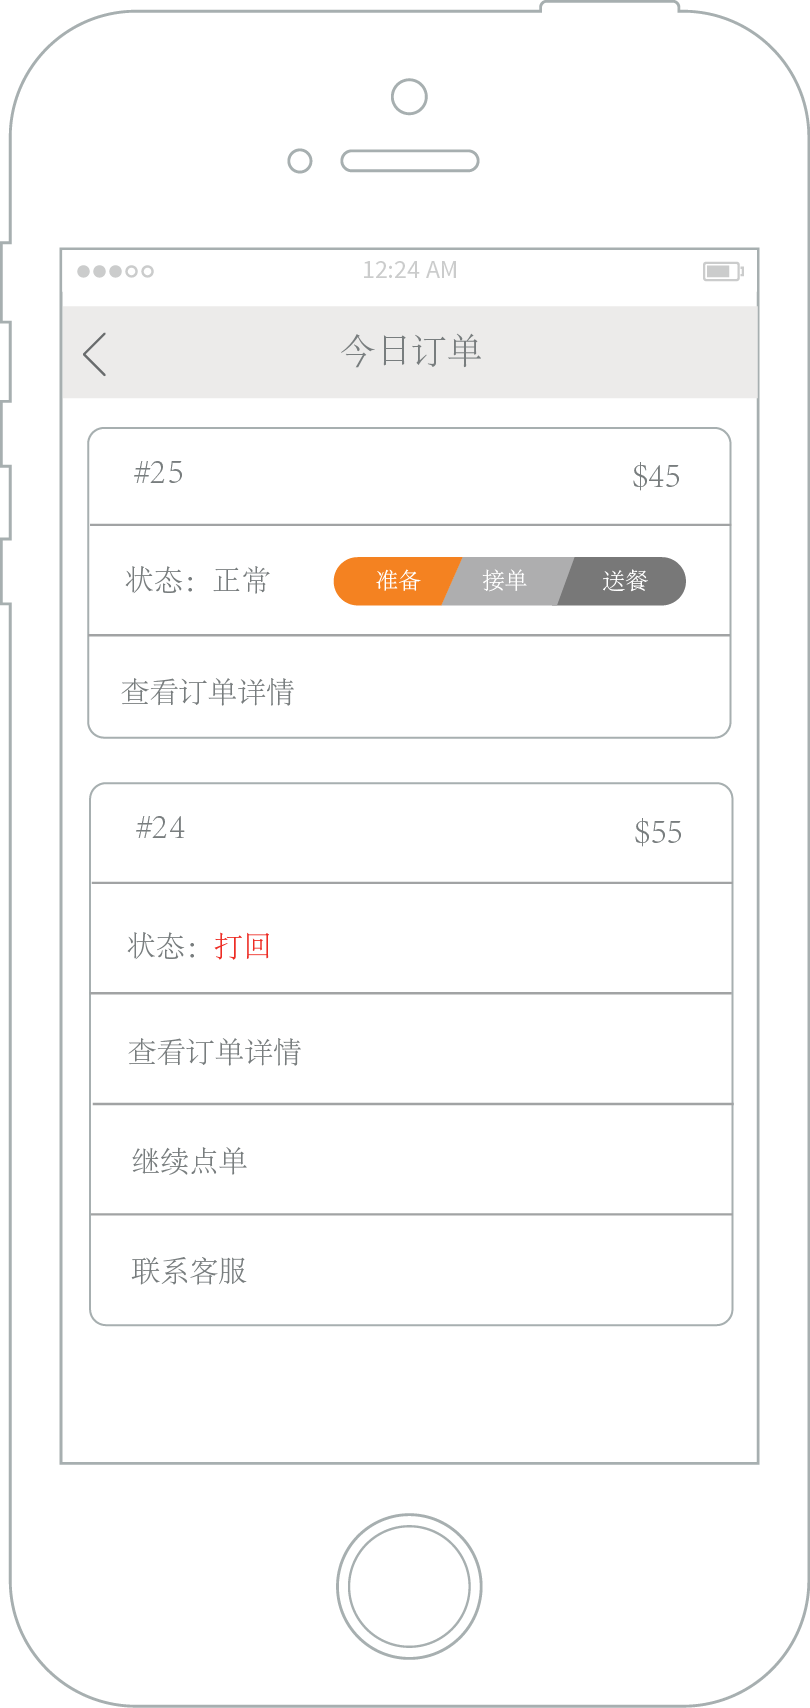 12:24 AM
今日订单
#25 $45
状态：正常 准备 接单 送餐
查看订单详情
#24 $55
状态：打回
查看订单详情
继续点单
联系客服